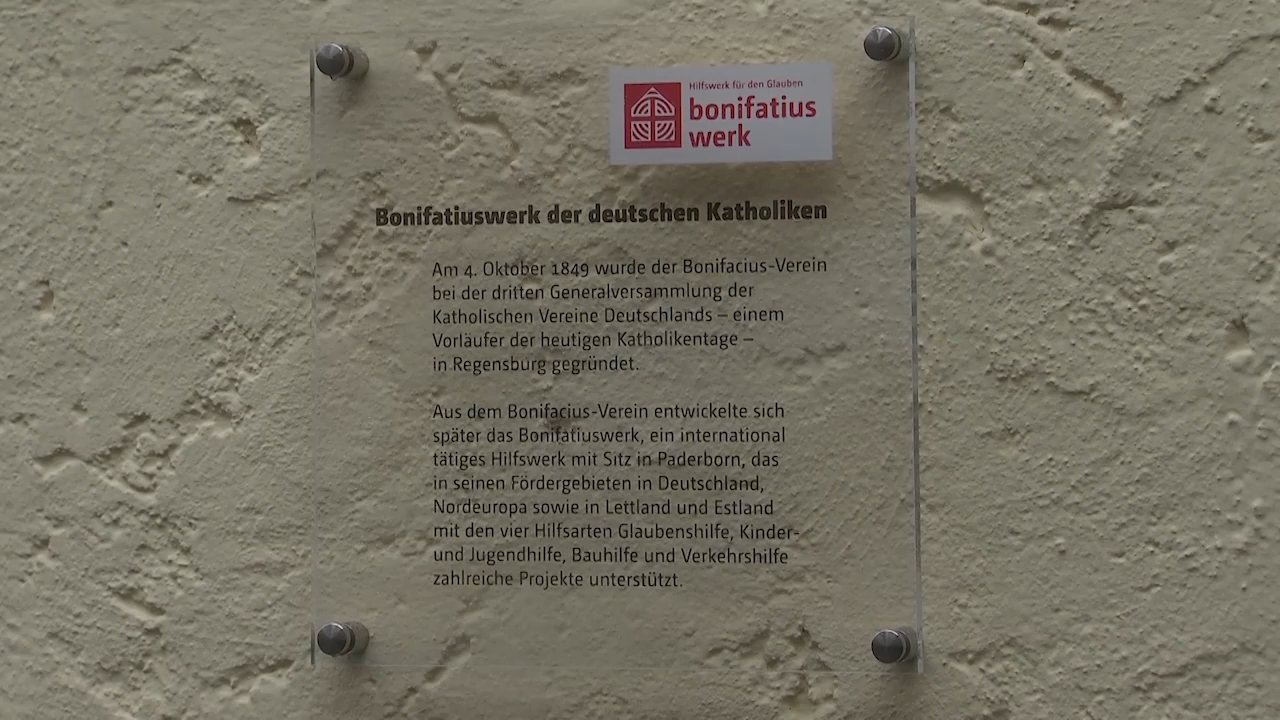 Hilfswerk für den Glauben
bonifatius
werk
Bonifatiuswerk der deutschen Katholiken
Am 4. Oktober 1849 wurde der Bonifacius-Verein
bei der dritten Generalversammlung der
Katholischen Vereine Deutschlands – einem
Vorläufer der heutigen Katholikentage –
in Regensburg gegründet.
Aus dem Bonifacius-Verein entwickelte sich
später das Bonifatiuswerk, ein international
tätiges Hilfswerk mit Sitz in Paderborn, das
in seinen Fördergebieten in Deutschland,
Nordeuropa sowie in Lettland und Estland
mit den vier Hilfsarten Glaubenshilfe, Kinder-
und Jugendhilfe, Bauhilfe und Verkehrshilfe
zahlreiche Projekte unterstützt.